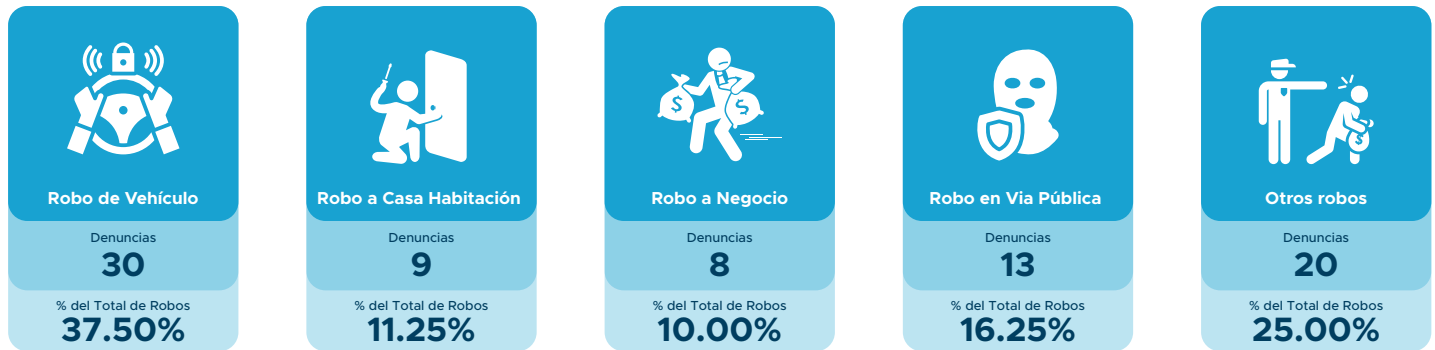 Robo de Vehículo
Denuncias
30
% del Total de Robos
37.50%
Robo a Casa Habitación
Denuncias
9
% del Total de Robos
11.25%
$
$
Robo a Negocio
Denuncias
8
% del Total de Robos
10.00%
Robo en Via Pública
Denuncias
13
% del Total de Robos
16.25%
$
Otros robos
Denuncias
20
% del Total de Robos
25.00%